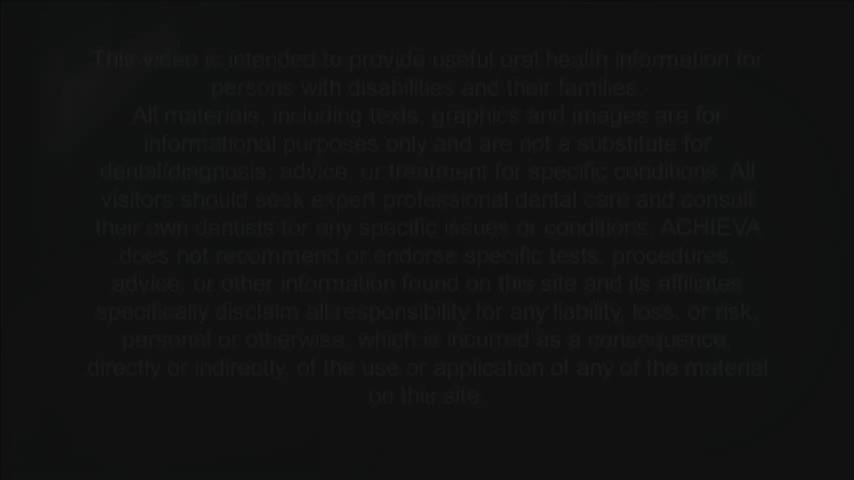 This video is intended to provide useful oral health information for
persons with disabilities and their families.
All materials, including texts, graphics and images are for
informational purposes only and are not a substitute for
dental/diagnosis, advice, or treatment for specific conditions. All
visitors should seek expert professional dental care and consult
their own dentists for any specific issues or conditions. ACHIEVA
does not recommend or endorse specific tests, procedures,
advice, or other information found on this site and its affiliates
specifically disclaim all responsibility for any liability, loss, or risk,
personal or otherwise, which is incurred as a consequence,
directly or indirectly, of the use or application of any of the material
on this site.